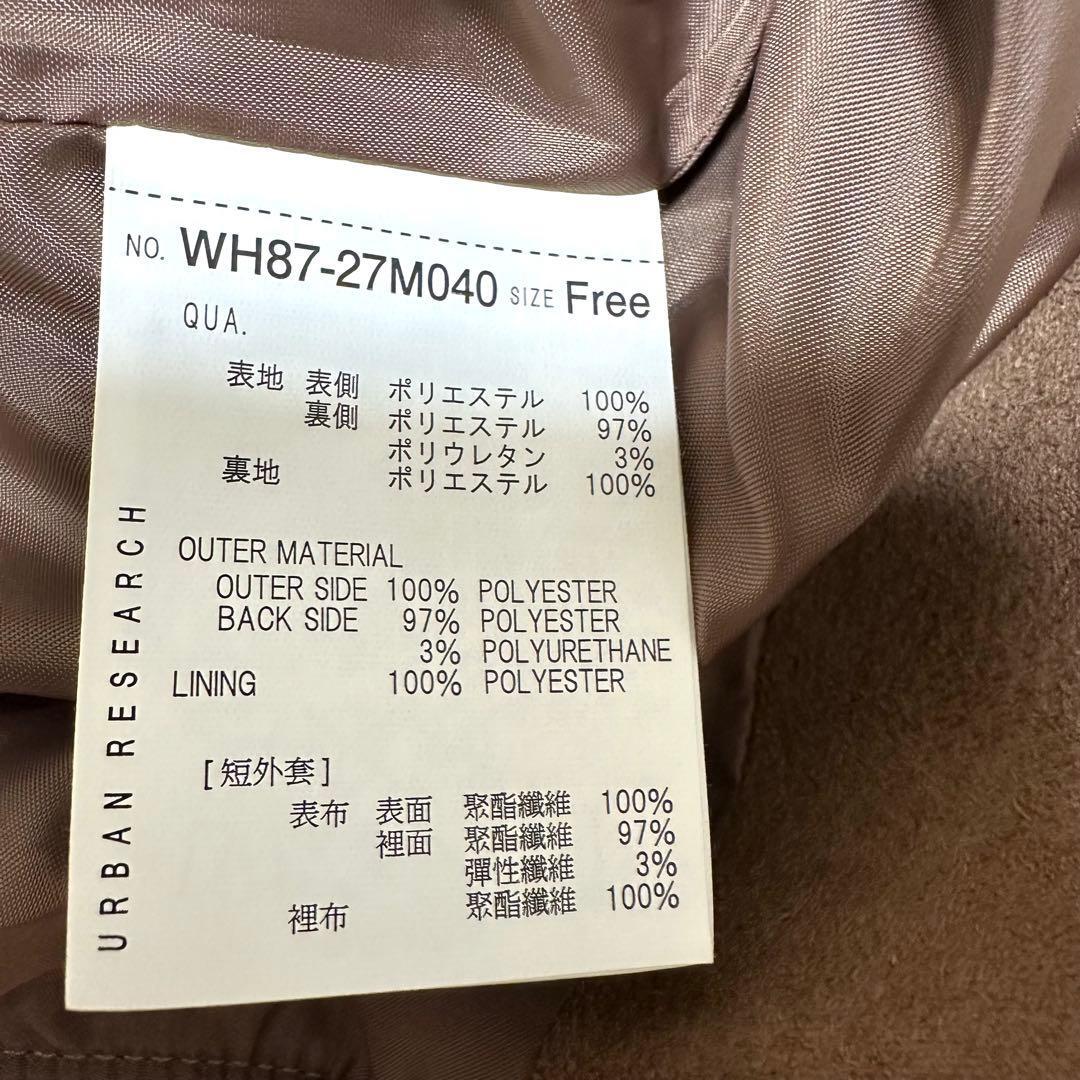 NO. WH87-27M040 SIZE Free
QUA.
表地 表側 ポリエステル 100%
裏側 ポリエステル 97%
ポリウレタン 3%
裏地 ポリエステル 100%
OUTER MATERIAL
OUTER SIDE 100% POLYESTER
BACK SIDE 97% POLYESTER
3% POLYURETHANE
LINING 100% POLYESTER
[短外套]
表布 表面 聚酯纖維 100%
裡面 聚酯纖維 97%
彈性纖維 3%
裡布 聚酯纖維 100%
URBAN RESEARCH